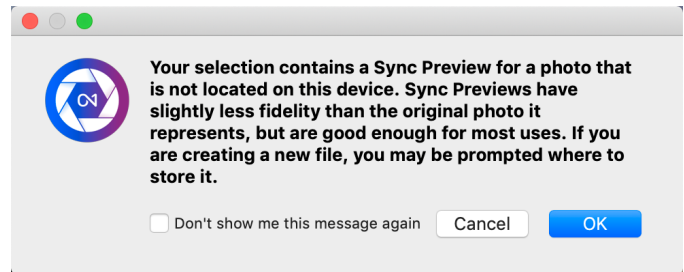 Your selection contains a Sync Preview for a photo that
is not located on this device. Sync Previews have
slightly less fidelity than the original photo it
represents, but are good enough for most uses. If you
are creating a new file, you may be prompted where to
store it.
Don't show me this message again
Cancel
OK